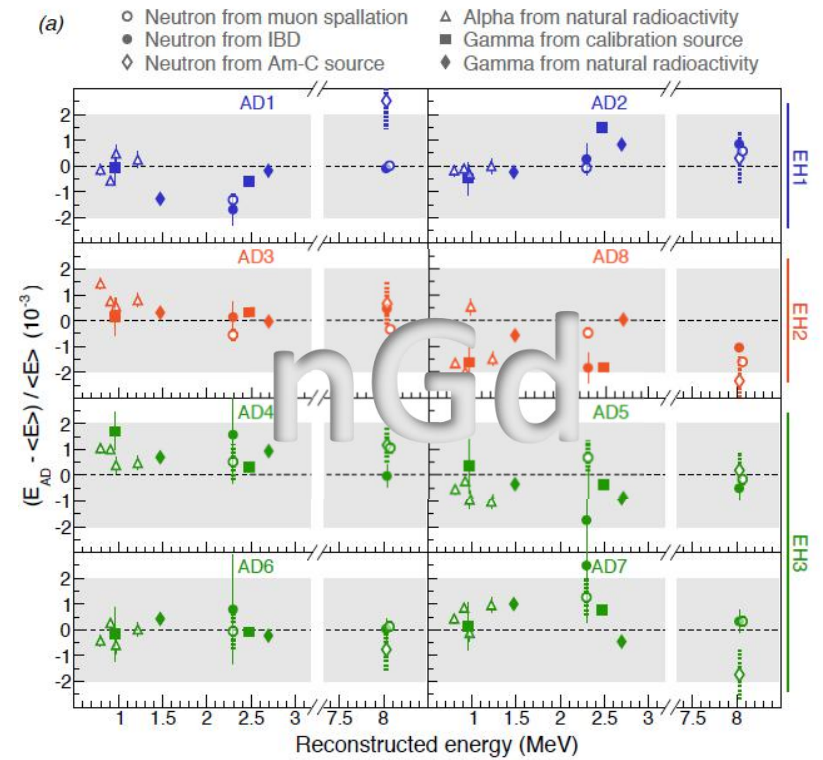 (a)
Neutron from muon spallation
Neutron from IBD
Neutron from Am-C source
Alpha from natural radioactivity
Gamma from calibration source
Gamma from natural radioactivity
AD1 AD2
2
1
0
-1
-2
EH1
AD3 AD8
2
1
0
-1
-2
EH2
AD4 AD5
2
1
0
-1
-2
AD6 AD7
2
1
0
-1
-2
EH3
nGd
(E_AD - <E>) / <E> (10⁻³)
1 1.5 2 2.5 3 7.5 8 1 1.5 2 2.5 3 7.5 8
Reconstructed energy (MeV)